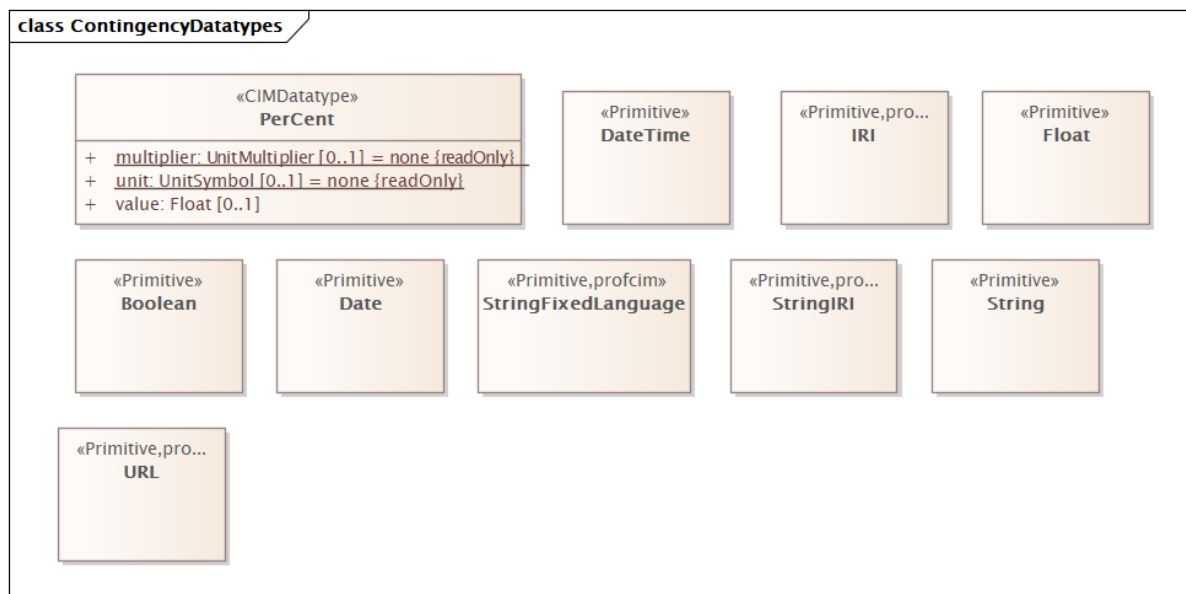 class ContingencyDatatypes
«CIMDatatype»
PerCent
+ multiplier: UnitMultiplier [0..1] = none {readOnly}
+ unit: UnitSymbol [0..1] = none {readOnly}
+ value: Float [0..1]
«Primitive»
DateTime
«Primitive,pro...
IRI
«Primitive»
Float
«Primitive»
Boolean
«Primitive»
Date
«Primitive,profcim»
StringFixedLanguage
«Primitive,pro...
StringIRI
«Primitive»
String
«Primitive,pro...
URL